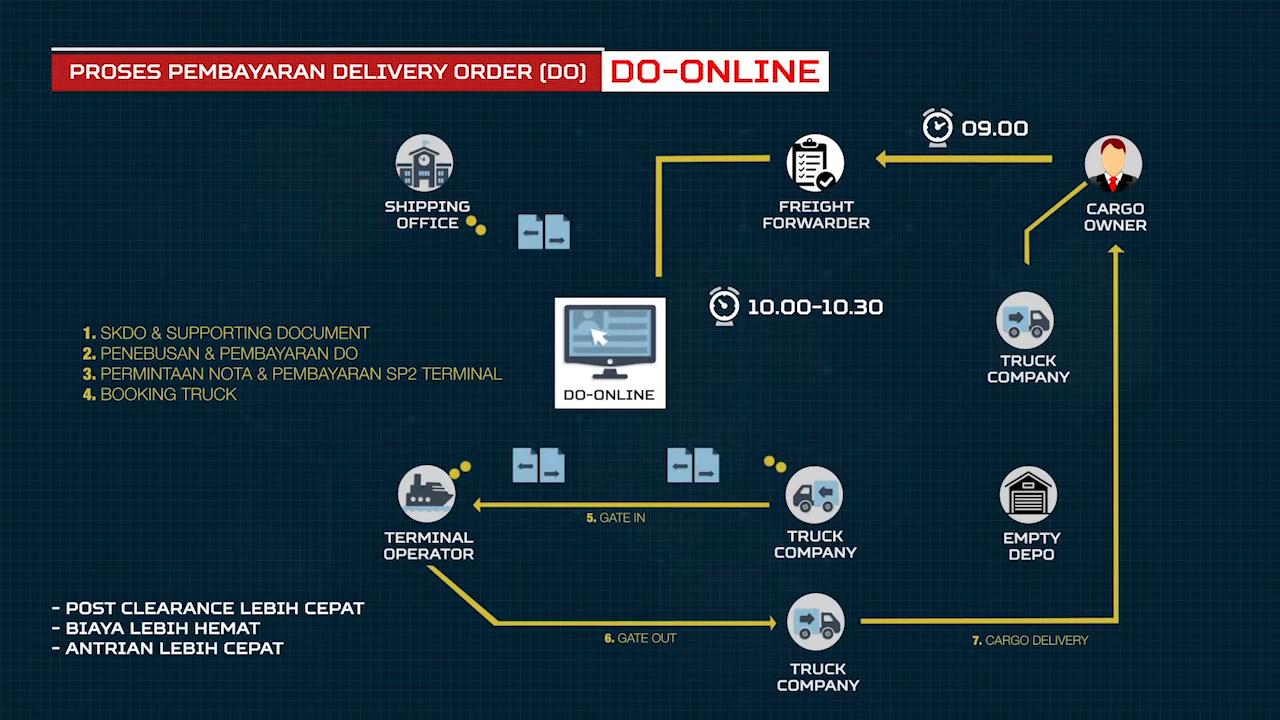 PROSES PEMBAYARAN DELIVERY ORDER (DO) DO-ONLINE
09.00
SHIPPING
OFFICE
FREIGHT
FORWARDER
CARGO
OWNER
10.00-10.30
1. SKDO & SUPPORTING DOCUMENT
2. PENEBUSAN & PEMBAYARAN DO
3. PERMINTAAN NOTA & PEMBAYARAN SP2 TERMINAL
4. BOOKING TRUCK
DO-ONLINE
TRUCK
COMPANY
TERMINAL
OPERATOR
5. GATE IN
TRUCK
COMPANY
EMPTY
DEPO
- POST CLEARANCE LEBIH CEPAT
- BIAYA LEBIH HEMAT
- ANTRIAN LEBIH CEPAT
6. GATE OUT
TRUCK
COMPANY
7. CARGO DELIVERY